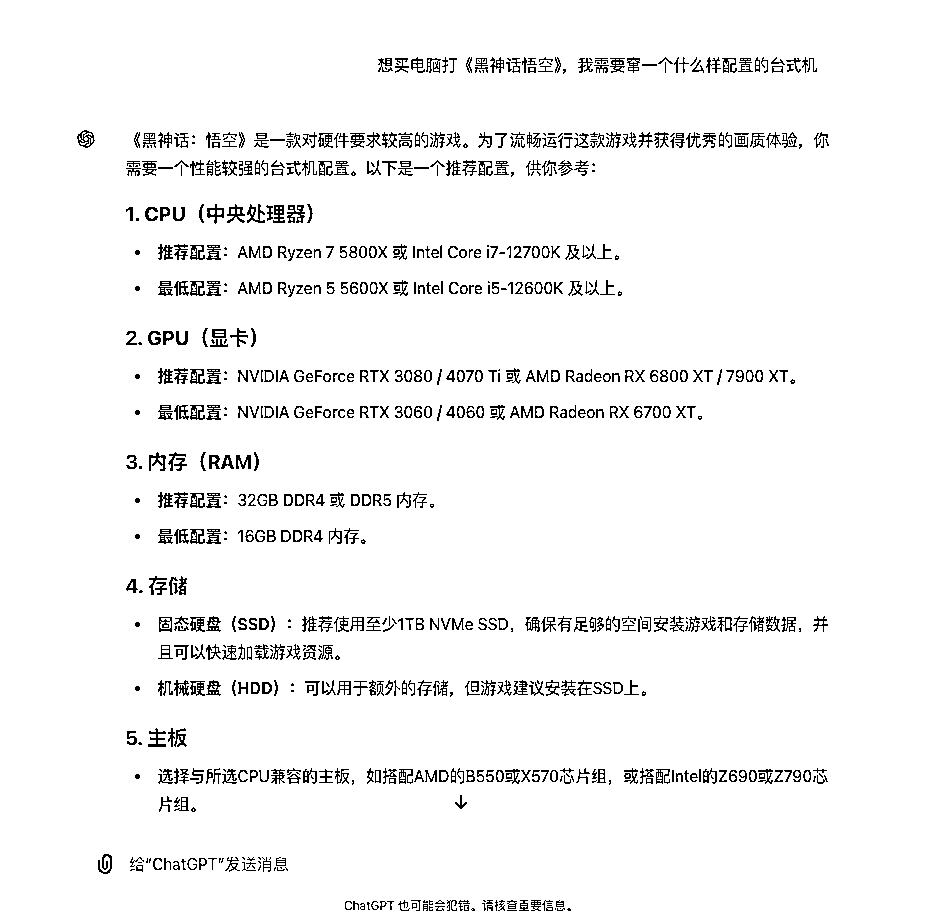 想买电脑打《黑神话悟空》，我需要窜一个什么样配置的台式机
《黑神话：悟空》是一款对硬件要求较高的游戏。为了流畅运行这款游戏并获得优秀的画质体验，你
需要一个性能较强的台式机配置。以下是一个推荐配置，供你参考：
1. CPU（中央处理器）
• 推荐配置：AMD Ryzen 7 5800X 或 Intel Core i7-12700K 及以上。
• 最低配置：AMD Ryzen 5 5600X 或 Intel Core i5-12600K 及以上。
2. GPU（显卡）
• 推荐配置：NVIDIA GeForce RTX 3080 / 4070 Ti 或 AMD Radeon RX 6800 XT / 7900 XT。
• 最低配置：NVIDIA GeForce RTX 3060 / 4060 或 AMD Radeon RX 6700 XT。
3. 内存（RAM）
• 推荐配置：32GB DDR4 或 DDR5 内存。
• 最低配置：16GB DDR4 内存。
4. 存储
• 固态硬盘（SSD）：推荐使用至少1TB NVMe SSD，确保有足够的空间安装游戏和存储数据，并
且可以快速加载游戏资源。
• 机械硬盘（HDD）：可以用于额外的存储，但游戏建议安装在SSD上。
5. 主板
• 选择与所选CPU兼容的主板，如搭配AMD的B550或X570芯片组，或搭配Intel的Z690或Z790芯
片组。
给“ChatGPT”发送消息
ChatGPT 也可能会犯错。请核查重要信息。